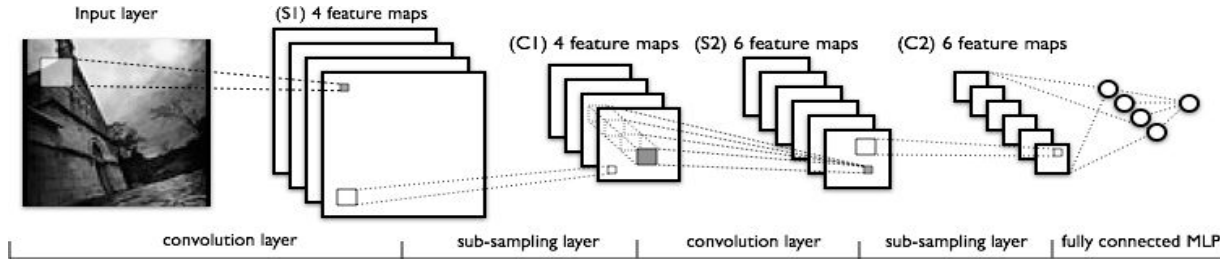 Input layer
(S1) 4 feature maps
(C1) 4 feature maps
(S2) 6 feature maps
(C2) 6 feature maps
convolution layer
sub-sampling layer
convolution layer
sub-sampling layer
fully connected MLP